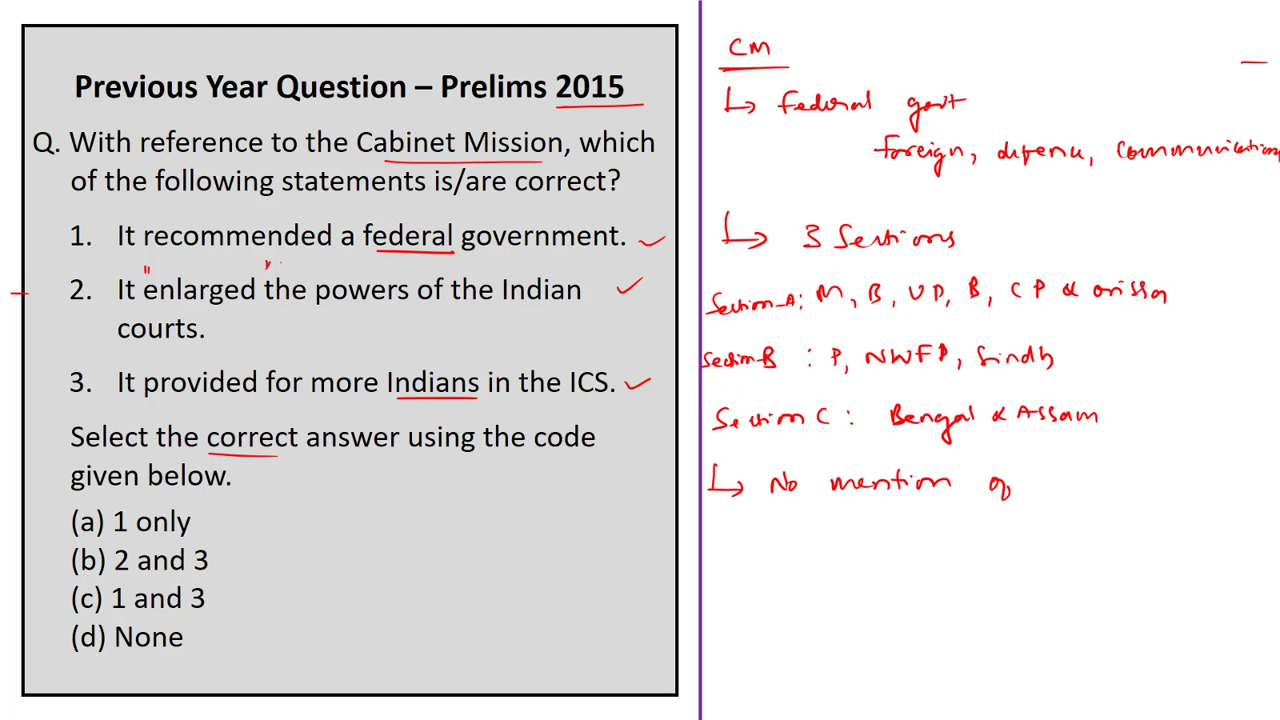 Previous Year Question – Prelims 2015
Q. With reference to the Cabinet Mission, which
of the following statements is/are correct?
1. It recommended a federal government.
2. It enlarged the powers of the Indian
courts.
3. It provided for more Indians in the ICS.
Select the correct answer using the code
given below.
(a) 1 only
(b) 2 and 3
(c) 1 and 3
(d) None
CM
Federal govt
foreign, defence, communications
3 Sections
Section-A: M, B, UP, B, CP & orissa
Section-B : P, NWFP, Sindh
Section C : Bengal & Assam
No mention of